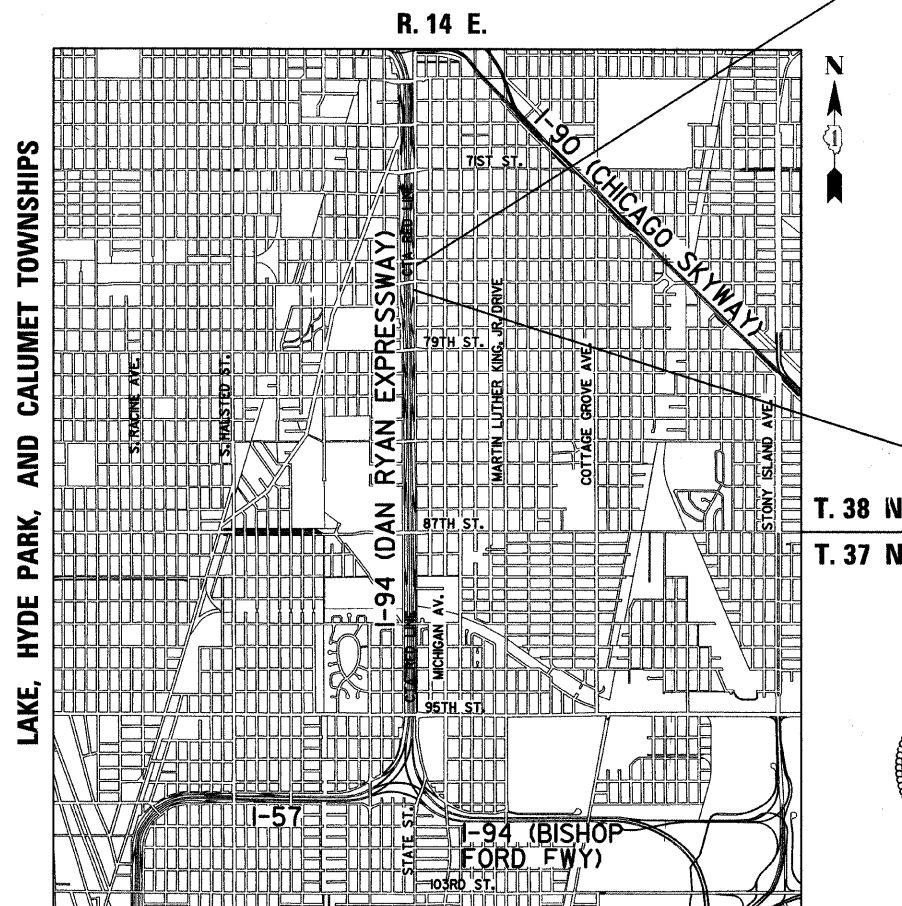 R. 14 E.
LAKE, HYDE PARK, AND CALUMET TOWNSHIPS
N
I-90 (CHICAGO SKYWAY)
71ST ST.
CTA RED LINE
I-94 (DAN RYAN EXPRESSWAY)
79TH ST.
MARTIN LUTHER KING, JR. DRIVE
S. RACINE AVE.
S. HALSTED ST.
COTTAGE GROVE AVE.
STONY ISLAND AVE.
T. 38 N
87TH ST.
T. 37 N
CTA RED LINE
MICHIGAN AV.
95TH ST.
I-57
STATE ST.
I-94 (BISHOP
FORD FWY)
103RD ST.